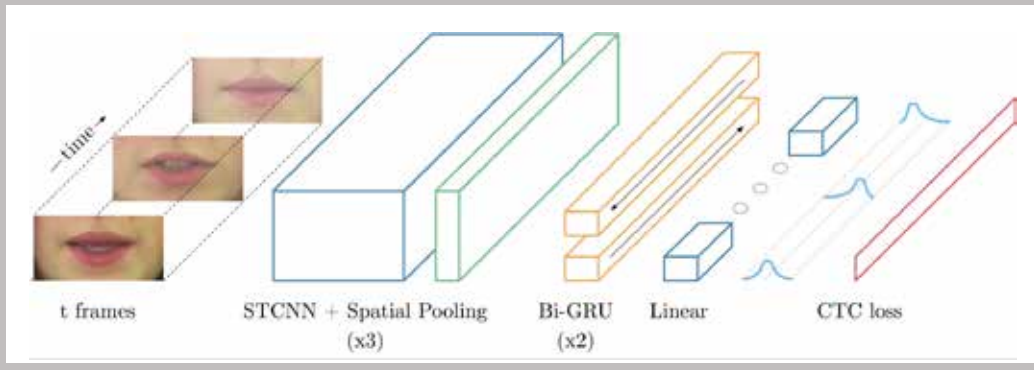 time
t frames
STCNN + Spatial Pooling
(x3)
Bi-GRU
(x2)
Linear
CTC loss